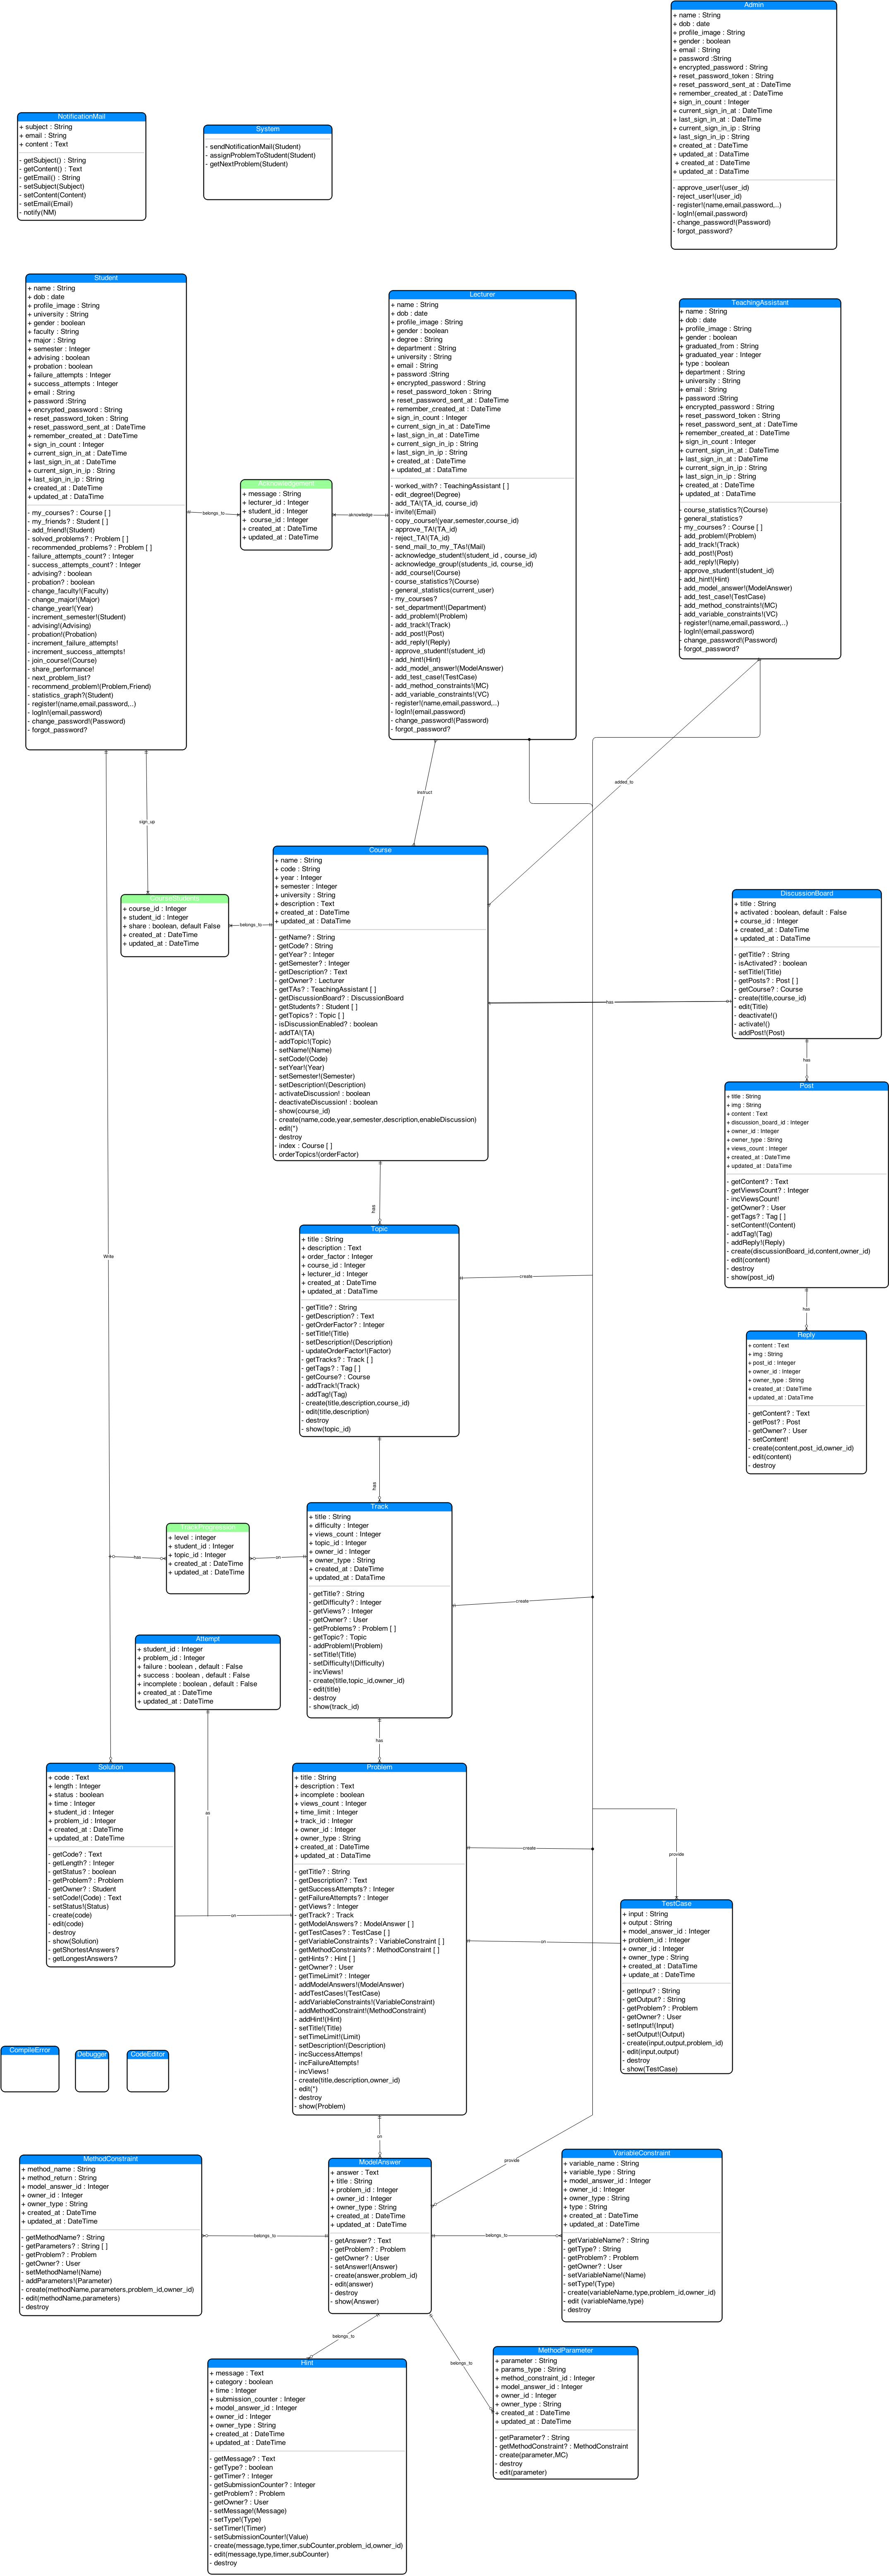 Admin
+ name : String
+ dob : date
+ profile_image : String
+ gender : boolean
+ email : String
+ password :String
+ encrypted_password : String
+ reset_password_token : String
+ reset_password_sent_at : DateTime
+ remember_created_at : DateTime
+ sign_in_count : Integer
+ current_sign_in_at : DateTime
+ last_sign_in_at : DateTime
+ current_sign_in_ip : String
+ last_sign_in_ip : String
+ created_at : DateTime
+ updated_at : DataTime
+ created_at : DateTime
+ updated_at : DataTime
- approve_user!(user_id)
- reject_user!(user_id)
- register!(name,email,password,..)
- logIn!(email,password)
- change_password!(Password)
- forgot_password?
NotificationMail
+ subject : String
+ email : String
+ content : Text
- getSubject() : String
- getContent() : Text
- getEmail() : String
- setSubject(Subject)
- setContent(Content)
- setEmail(Email)
- notify(NM)
System
- sendNotificationMail(Student)
- assignProblemToStudent(Student)
- getNextProblem(Student)
Student
+ name : String
+ dob : date
+ profile_image : String
+ university : String
+ gender : boolean
+ faculty : String
+ major : String
+ semester : Integer
+ advising : boolean
+ probation : boolean
+ failure_attempts : Integer
+ success_attempts : Integer
+ email : String
+ password :String
+ encrypted_password : String
+ reset_password_token : String
+ reset_password_sent_at : DateTime
+ remember_created_at : DateTime
+ sign_in_count : Integer
+ current_sign_in_at : DateTime
+ last_sign_in_at : DateTime
+ current_sign_in_ip : String
+ last_sign_in_ip : String
+ created_at : DateTime
+ updated_at : DataTime
- my_courses? : Course [ ]
- my_friends? : Student [ ]
- add_friend!(Student)
- solved_problems? : Problem [ ]
- recommended_problems? : Problem [ ]
- failure_attempts_count? : Integer
- success_attempts_count? : Integer
- advising? : boolean
- probation? : boolean
- change_faculty!(Faculty)
- change_major!(Major)
- change_year!(Year)
- increment_semester!(Student)
- advising!(Advising)
- probation!(Probation)
- increment_failure_attempts!
- increment_success_attempts!
- join_course!(Course)
- share_performance!
- next_problem_list?
- recommend_problem!(Problem,Friend)
- statistics_graph?(Student)
- register!(name,email,password,..)
- logIn!(email,password)
- change_password!(Password)
- forgot_password?
belongs_to
Acknowledgement
+ message : String
+ lecturer_id : Integer
+ student_id : Integer
+ course_id : Integer
+ created_at : DateTime
+ updated_at : DateTime
aknowledge
Lecturer
+ name : String
+ dob : date
+ profile_image : String
+ gender : boolean
+ degree : String
+ department : String
+ university : String
+ email : String
+ password :String
+ encrypted_password : String
+ reset_password_token : String
+ reset_password_sent_at : DateTime
+ remember_created_at : DateTime
+ sign_in_count : Integer
+ current_sign_in_at : DateTime
+ last_sign_in_at : DateTime
+ current_sign_in_ip : String
+ last_sign_in_ip : String
+ created_at : DateTime
+ updated_at : DataTime
- worked_with? : TeachingAssistant [ ]
- edit_degree!(Degree)
- add_TA!(TA_id, course_id)
- invite!(Email)
- copy_course!(year,semester,course_id)
- approve_TA!(TA_id)
- reject_TA!(TA_id)
- send_mail_to_my_TAs!(Mail)
- acknowledge_student!(student_id , course_id)
- acknowledge_group!(students_id, course_id)
- add_course!(Course)
- course_statistics?(Course)
- general_statistics(current_user)
- my_courses?
- set_department!(Department)
- add_problem!(Problem)
- add_track!(Track)
- add_post!(Post)
- add_reply!(Reply)
- approve_student!(student_id)
- add_hint!(Hint)
- add_model_answer!(ModelAnswer)
- add_test_case!(TestCase)
- add_method_constraints!(MC)
- add_variable_constraints!(VC)
- register!(name,email,password,..)
- logIn!(email,password)
- change_password!(Password)
- forgot_password?
TeachingAssistant
+ name : String
+ dob : date
+ profile_image : String
+ gender : boolean
+ graduated_from : String
+ graduated_year : Integer
+ type : boolean
+ department : String
+ university : String
+ email : String
+ password :String
+ encrypted_password : String
+ reset_password_token : String
+ reset_password_sent_at : DateTime
+ remember_created_at : DateTime
+ sign_in_count : Integer
+ current_sign_in_at : DateTime
+ last_sign_in_at : DateTime
+ current_sign_in_ip : String
+ last_sign_in_ip : String
+ created_at : DateTime
+ updated_at : DataTime
- course_statistics?(Course)
- general_statistics?
- my_courses? : Course [ ]
- add_problem!(Problem)
- add_track!(Track)
- add_post!(Post)
- add_reply!(Reply)
- approve_student!(student_id)
- add_hint!(Hint)
- add_model_answer!(ModelAnswer)
- add_test_case!(TestCase)
- add_method_constraints!(MC)
- add_variable_constraints!(VC)
- register!(name,email,password,..)
- logIn!(email,password)
- change_password!(Password)
- forgot_password?
sign_up
instruct
added_to
CourseStudents
+ course_id : Integer
+ student_id : Integer
+ share : boolean, default False
+ created_at : DateTime
+ updated_at : DateTime
belongs_to
Course
+ name : String
+ code : String
+ year : Integer
+ semester : Integer
+ university : String
+ description : Text
+ created_at : DateTime
+ updated_at : DataTime
- getName? : String
- getCode? : String
- getYear? : Integer
- getSemester? : Integer
- getDescription? : Text
- getOwner? : Lecturer
- getTAs? : TeachingAssistant [ ]
- getDiscussionBoard? : DiscussionBoard
- getStudents? : Student [ ]
- getTopics? : Topic [ ]
- isDiscussionEnabled? : boolean
- addTA!(TA)
- addTopic!(Topic)
- setName!(Name)
- setCode!(Code)
- setYear!(Year)
- setSemester!(Semester)
- setDescription!(Description)
- activateDiscussion! : boolean
- deactivateDiscussion! : boolean
- show(course_id)
- create(name,code,year,semester,description,enableDiscussion)
- edit(*)
- destroy
- index : Course [ ]
- orderTopics!(orderFactor)
has
DiscussionBoard
+ title : String
+ activated : boolean, default : False
+ course_id : Integer
+ created_at : DateTime
+ updated_at : DataTime
- getTitle? : String
- isActivated? : boolean
- setTitle!(Title)
- getPosts? : Post [ ]
- getCourse? : Course
- create(title,course_id)
- edit(Title)
- deactivate!()
- activate!()
- addPost!(Post)
has
Post
+ title : String
+ img : String
+ content : Text
+ discussion_board_id : Integer
+ owner_id : Integer
+ owner_type : String
+ views_count : Integer
+ created_at : DateTime
+ updated_at : DataTime
- getContent? : Text
- getViewsCount? : Integer
- incViewsCount!
- getOwner? : User
- getTags? : Tag [ ]
- setContent!(Content)
- addTag!(Tag)
- addReply!(Reply)
- create(discussionBoard_id,content,owner_id)
- edit(content)
- destroy
- show(post_id)
has
Reply
+ content : Text
+ img : String
+ post_id : Integer
+ owner_id : Integer
+ owner_type : String
+ created_at : DateTime
+ updated_at : DataTime
- getContent? : Text
- getPost? : Post
- getOwner? : User
- setContent!
- create(content,post_id,owner_id)
- edit(content)
- destroy
has
Write
Topic
+ title : String
+ description : Text
+ order_factor : Integer
+ course_id : Integer
+ lecturer_id : Integer
+ created_at : DateTime
+ updated_at : DataTime
- getTitle? : String
- getDescription? : Text
- getOrderFactor? : Integer
- setTitle!(Title)
- setDescription!(Description)
- updateOrderFactor!(Factor)
- getTracks? : Track [ ]
- getTags? : Tag [ ]
- getCourse? : Course
- addTrack!(Track)
- addTag!(Tag)
- create(title,description,course_id)
- edit(title,description)
- destroy
- show(topic_id)
create
has
has
+ level : integer
+ student_id : Integer
+ topic_id : Integer
+ created_at : DateTime
+ updated_at : DateTime
on
Track
+ title : String
+ difficulty : Integer
+ views_count : Integer
+ topic_id : Integer
+ owner_id : Integer
+ owner_type : String
+ created_at : DateTime
+ updated_at : DataTime
- getTitle? : String
- getDifficulty? : Integer
- getViews? : Integer
- getOwner? : User
- getProblems? : Problem [ ]
- getTopic? : Topic
- addProblem!(Problem)
- setTitle!(Title)
- setDifficulty!(Difficulty)
- incViews!
- create(title,topic_id,owner_id)
- edit(title)
- destroy
- show(track_id)
create
Attempt
+ student_id : Integer
+ problem_id : Integer
+ failure : boolean , default : False
+ success : boolean , default : False
+ incomplete : boolean , default : False
+ created_at : DateTime
+ updated_at : DateTime
has
Solution
+ code : Text
+ length : Integer
+ status : boolean
+ time : Integer
+ student_id : Integer
+ problem_id : Integer
+ created_at : DateTime
+ updated_at : DateTime
- getCode? : Text
- getLength? : Integer
- getStatus? : boolean
- getProblem? : Problem
- getOwner? : Student
- setCode!(Code) : Text
- setStatus!(Status)
- create(code)
- edit(code)
- destroy
- show(Solution)
- getShortestAnswers?
- getLongestAnswers?
as
on
Problem
+ title : String
+ description : Text
+ incomplete : boolean
+ views_count : Integer
+ time_limit : Integer
+ track_id : Integer
+ owner_id : Integer
+ owner_type : String
+ created_at : DateTime
+ updated_at : DataTime
- getTitle? : String
- getDescription? : Text
- getSuccessAttempts? : Integer
- getFailureAttempts? : Integer
- getViews? : Integer
- getTrack? : Track
- getModelAnswers? : ModelAnswer [ ]
- getTestCases? : TestCase [ ]
- getVariableConstraints? : VariableConstraint [ ]
- getMethodConstraints? : MethodConstraint [ ]
- getHints? : Hint [ ]
- getOwner? : User
- getTimeLimit? : Integer
- addModelAnswers!(ModelAnswer)
- addTestCases!(TestCase)
- addVariableConstraints!(VariableConstraint)
- addMethodConstraint!(MethodConstraint)
- addHint!(Hint)
- setTitle!(Title)
- setTimeLimit!(Limit)
- setDescription!(Description)
- incSuccessAttemps!
- incFailureAttempts!
- incViews!
- create(title,description,owner_id)
- edit(*)
- destroy
- show(Problem)
create
on
provide
TestCase
+ input : String
+ output : String
+ model_answer_id : Integer
+ problem_id : Integer
+ owner_id : Integer
+ owner_type : String
+ created_at : DataTime
+ update_at : DateTime
- getInput? : String
- getOutput? : String
- getProblem? : Problem
- getOwner? : User
- setInput!(Input)
- setOutput!(Output)
- create(input,output,problem_id)
- edit(input,output)
- destroy
- show(TestCase)
CompileError
Debugger
CodeEditor
on
provide
MethodConstraint
+ method_name : String
+ method_return : String
+ model_answer_id : Integer
+ owner_id : Integer
+ owner_type : String
+ created_at : DateTime
+ updated_at : DateTime
- getMethodName? : String
- getParameters? : String [ ]
- getProblem? : Problem
- getOwner? : User
- setMethodName!(Name)
- addParameters!(Parameter)
- create(methodName,parameters,problem_id,owner_id)
- edit(methodName,parameters)
- destroy
belongs_to
ModelAnswer
+ answer : Text
+ title : String
+ problem_id : Integer
+ owner_id : Integer
+ owner_type : String
+ created_at : DateTime
+ updated_at : DateTime
- getAnswer? : Text
- getProblem? : Problem
- getOwner? : User
- setAnswer!(Answer)
- create(answer,problem_id)
- edit(answer)
- destroy
- show(Answer)
belongs_to
VariableConstraint
+ variable_name : String
+ variable_type : String
+ model_answer_id : Integer
+ owner_id : Integer
+ owner_type : String
+ type : String
+ created_at : DateTime
+ updated_at : DateTime
- getVariableName? : String
- getType? : String
- getProblem? : Problem
- getOwner? : User
- setVariableName!(Name)
- setType!(Type)
- create(variableName,type,problem_id,owner_id)
- edit (variableName,type)
- destroy
belongs_to
belongs_to
Hint
+ message : Text
+ category : boolean
+ time : Integer
+ submission_counter : Integer
+ model_answer_id : Integer
+ owner_id : Integer
+ owner_type : String
+ created_at : DateTime
+ updated_at : DateTime
- getMessage? : Text
- getType? : boolean
- getTimer? : Integer
- getSubmissionCounter? : Integer
- getProblem? : Problem
- getOwner? : User
- setMessage!(Message)
- setType!(Type)
- setTimer!(Timer)
- setSubmissionCounter!(Value)
- create(message,type,timer,subCounter,problem_id,owner_id)
- edit(message,type,timer,subCounter)
- destroy
MethodParameter
+ parameter : String
+ params_type : String
+ method_constraint_id : Integer
+ model_answer_id : Integer
+ owner_id : Integer
+ owner_type : String
+ created_at : DateTime
+ updated_at : DateTime
- getParameter? : String
- getMethodConstraint? : MethodConstraint
- create(parameter,MC)
- destroy
- edit(parameter)